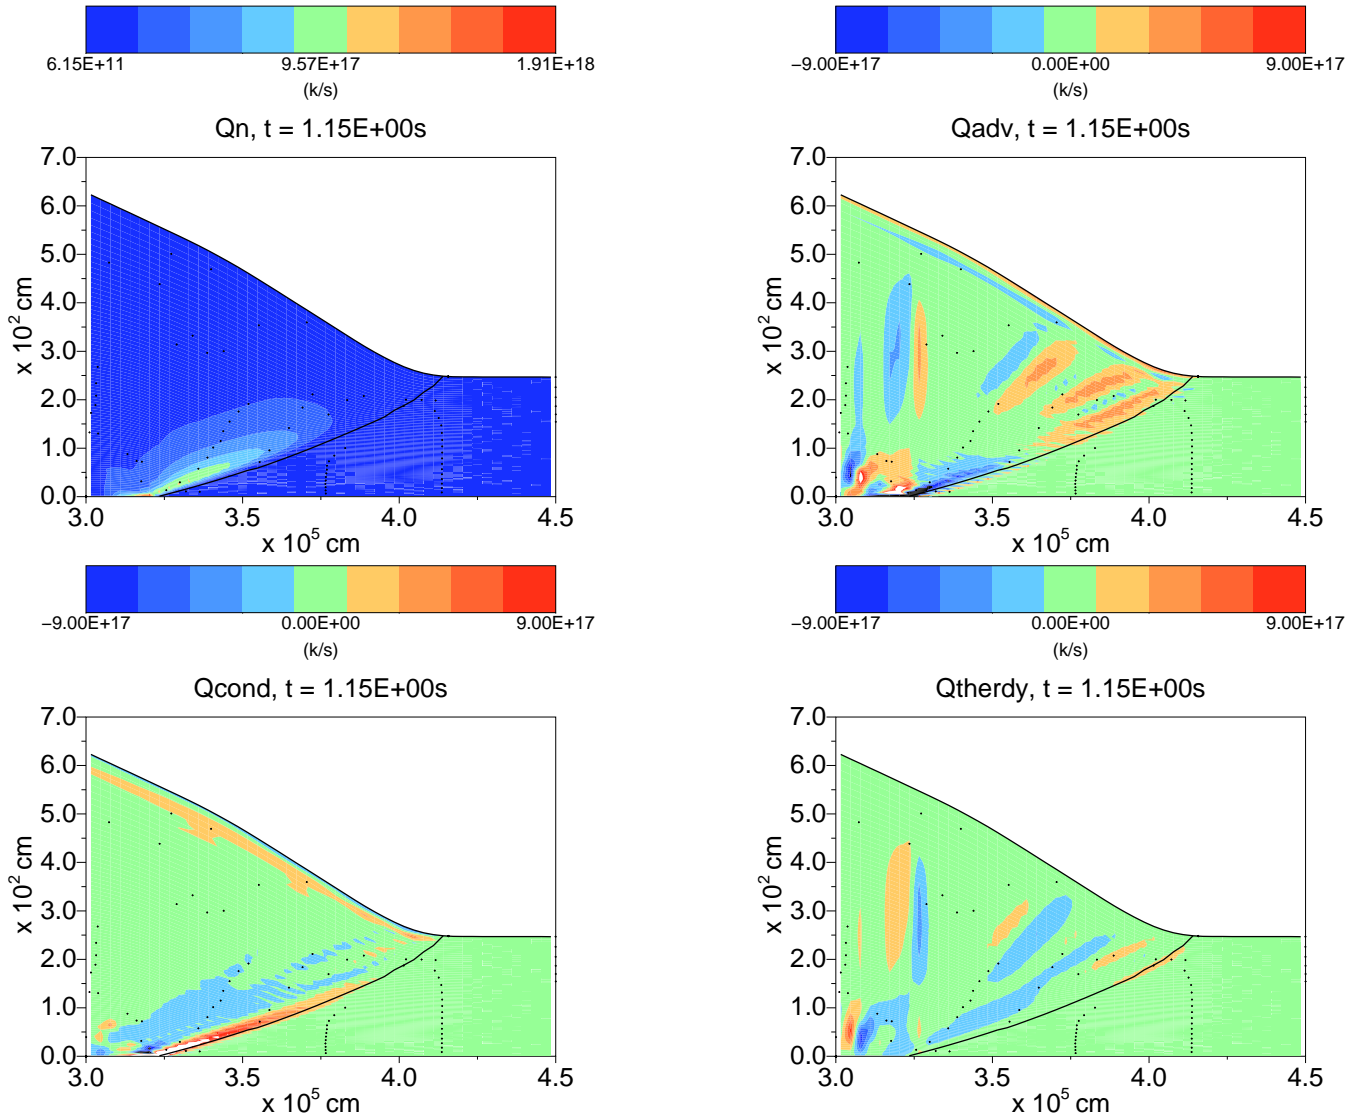 6.15E+11 9.57E+17 1.91E+18
(k/s)
Qn, t = 1.15E+00s
7.0
6.0
5.0
4.0
3.0
2.0
1.0
0.0
x 10² cm
3.0 3.5 4.0 4.5
x 10⁵ cm
−9.00E+17 0.00E+00 9.00E+17
(k/s)
Qadv, t = 1.15E+00s
7.0
6.0
5.0
4.0
3.0
2.0
1.0
0.0
x 10² cm
3.0 3.5 4.0 4.5
x 10⁵ cm
−9.00E+17 0.00E+00 9.00E+17
(k/s)
Qcond, t = 1.15E+00s
7.0
6.0
5.0
4.0
3.0
2.0
1.0
0.0
x 10² cm
3.0 3.5 4.0 4.5
x 10⁵ cm
−9.00E+17 0.00E+00 9.00E+17
(k/s)
Qtherdy, t = 1.15E+00s
7.0
6.0
5.0
4.0
3.0
2.0
1.0
0.0
x 10² cm
3.0 3.5 4.0 4.5
x 10⁵ cm